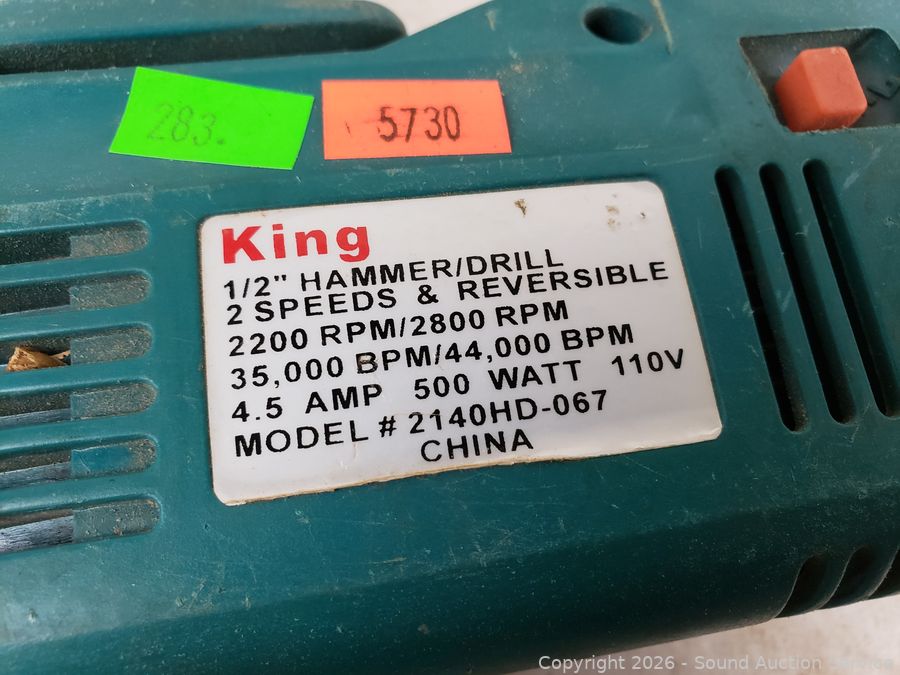 283.
5730
King
1/2" HAMMER/DRILL
2 SPEEDS & REVERSIBLE
2200 RPM/2800 RPM
35,000 BPM/44,000 BPM
4.5 AMP 500 WATT 110V
MODEL # 2140HD-067
CHINA
Copyright 2026 - Sound Auction Service